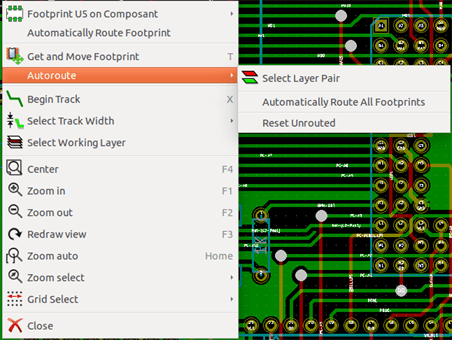 Footprint U5 on Composant
Automatically Route Footprint
Get and Move Footprint T
Autoroute
Begin Track X
Select Track Width
Select Working Layer
Center F4
Zoom in F1
Zoom out F2
Redraw view F3
Zoom auto Home
Zoom select
Grid Select
Close
Select Layer Pair
Automatically Route All Footprints
Reset Unrouted